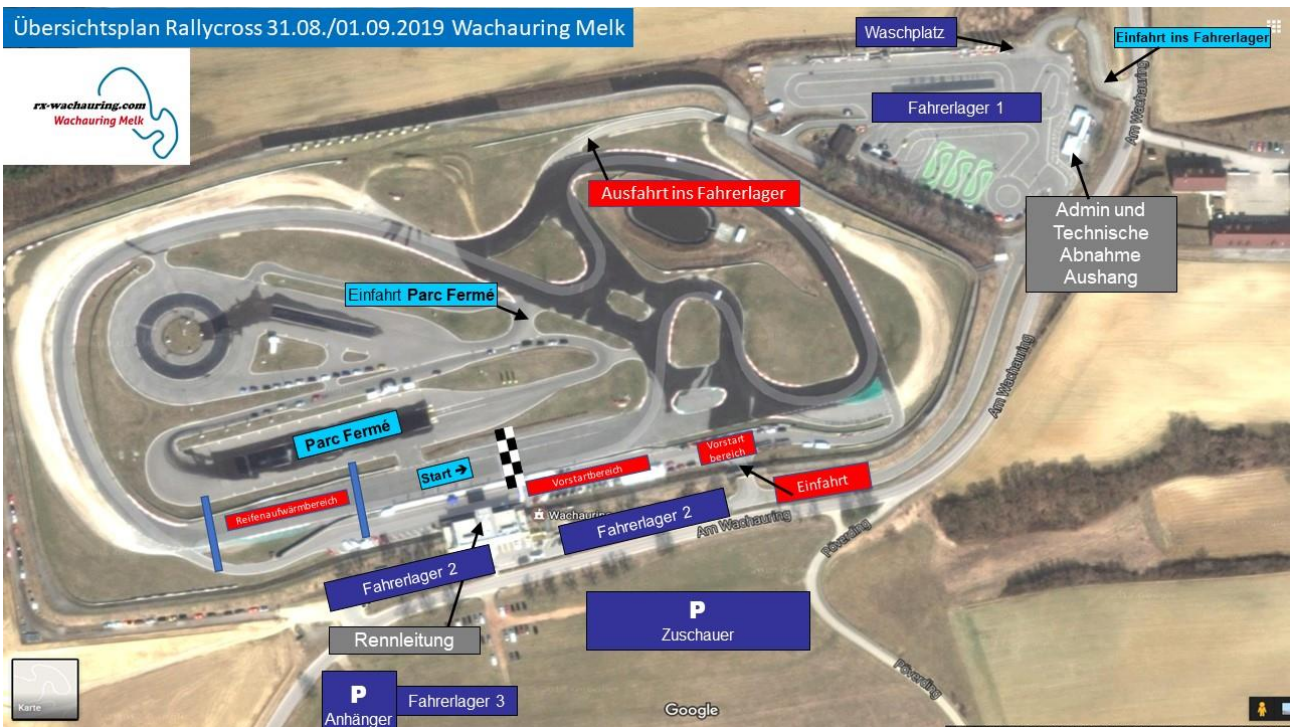 Übersichtsplan Rallycross 31.08./01.09.2019 Wachauring Melk
rx-wachauring.com
Wachauring Melk
Waschplatz
Einfahrt ins Fahrerlager
Fahrerlager 1
Am Wachauring
Ausfahrt ins Fahrerlager
Admin und
Technische
Abnahme
Aushang
Einfahrt Parc Fermé
Am Wachauring
Parc Fermé
Start →
Vorstartbereich
Vorstart
bereich
Einfahrt
Reifenaufwärmbereich
Wachauring
Fahrerlager 2
Am Wachauring
Pöverding
Fahrerlager 2
Rennleitung
P
Zuschauer
Pöverding
P
Anhänger
Fahrerlager 3
Karte
Google